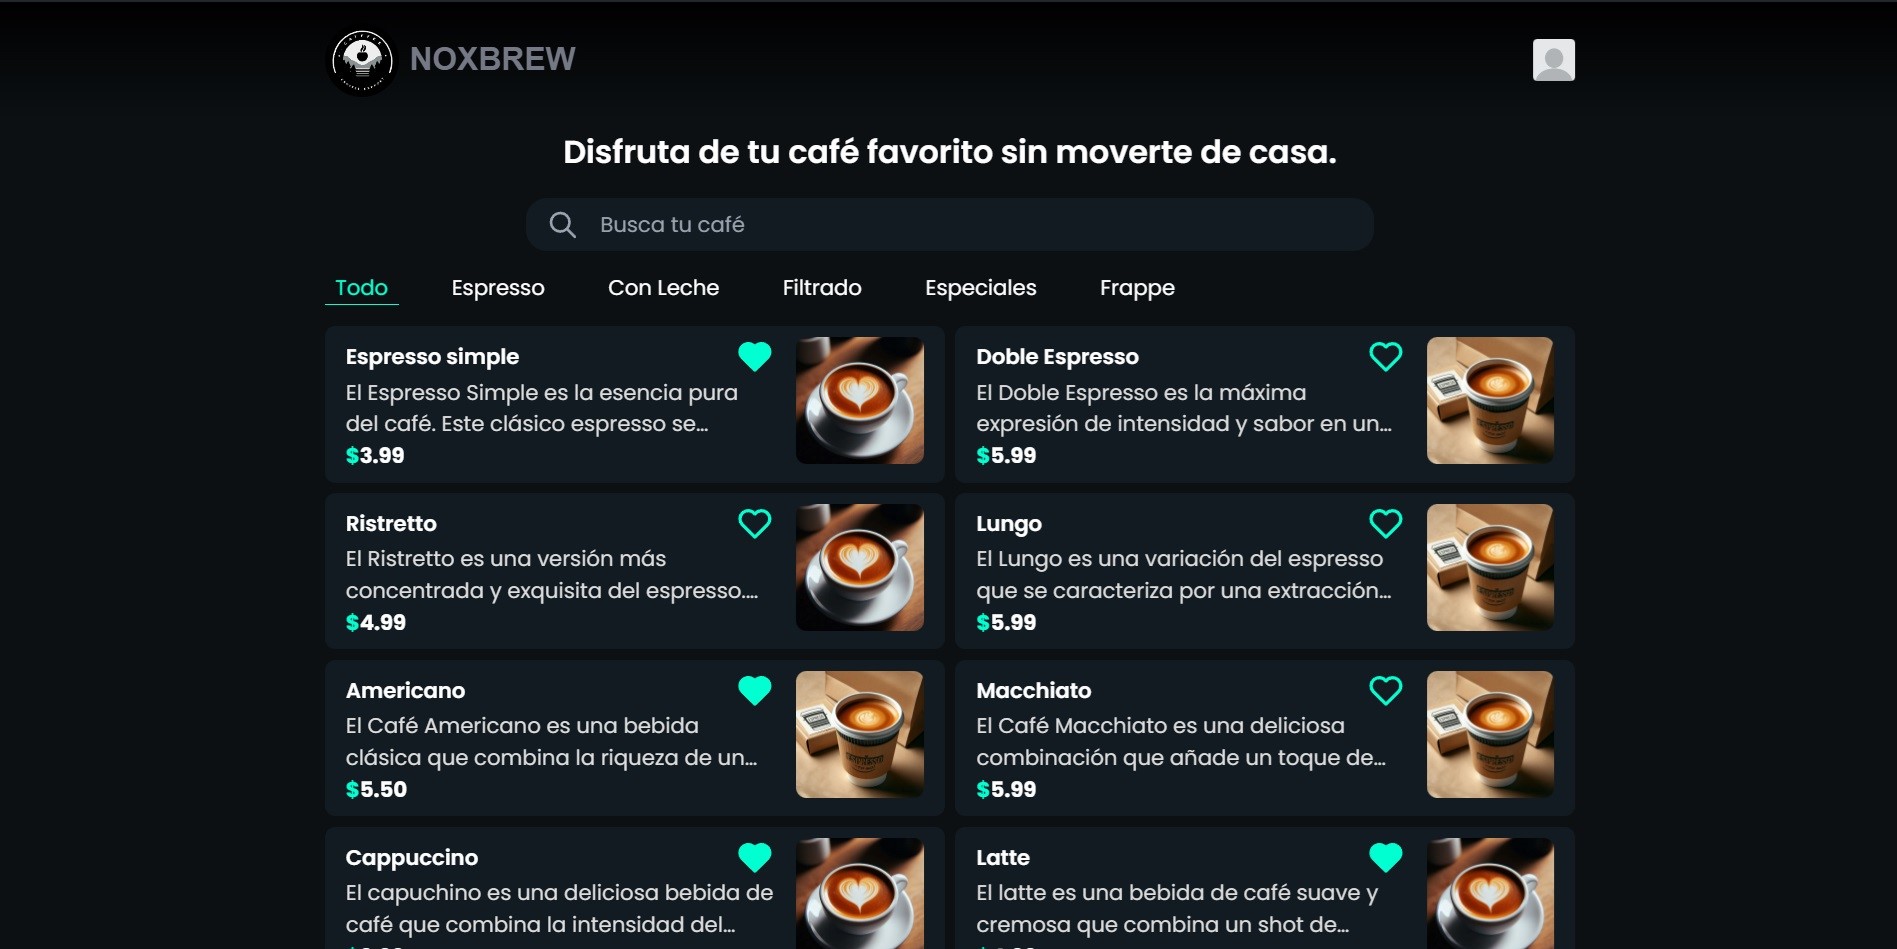 NOXBREW
Disfruta de tu café favorito sin moverte de casa.
Busca tu café
Todo
Espresso
Con Leche
Filtrado
Especiales
Frappe
Espresso simple
El Espresso Simple es la esencia pura
del café. Este clásico espresso se...
$3.99
Doble Espresso
El Doble Espresso es la máxima
expresión de intensidad y sabor en un...
$5.99
Ristretto
El Ristretto es una versión más
concentrada y exquisita del espresso....
$4.99
Lungo
El Lungo es una variación del espresso
que se caracteriza por una extracción...
$5.99
Americano
El Café Americano es una bebida
clásica que combina la riqueza de un...
$5.50
Macchiato
El Café Macchiato es una deliciosa
combinación que añade un toque de...
$5.99
Cappuccino
El capuchino es una deliciosa bebida de
café que combina la intensidad del...
Latte
El latte es una bebida de café suave y
cremosa que combina un shot de...